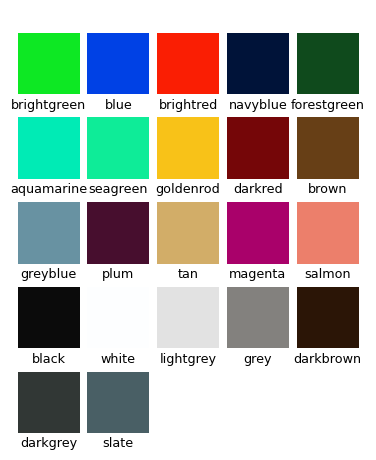 brightgreen blue brightred navyblue forestgreen
aquamarine seagreen goldenrod darkred brown
greyblue plum tan magenta salmon
black white lightgrey grey darkbrown
darkgrey slate